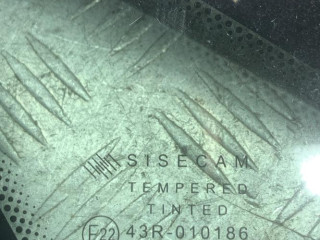 SISECAM
TEMPERED
TINTED
E22 43R-010186